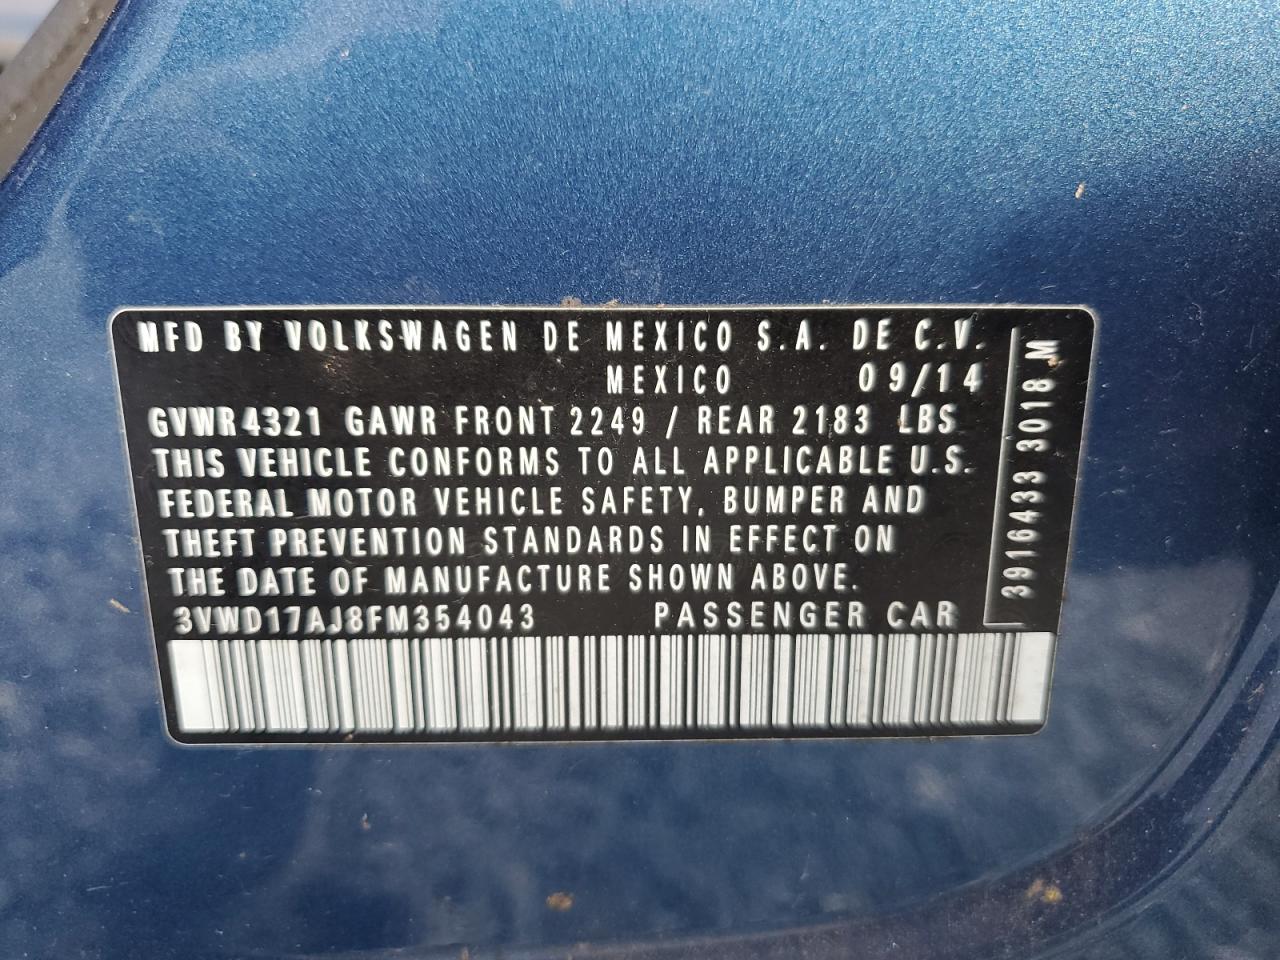 MFD BY VOLKSWAGEN DE MEXICO S.A. DE C.V.
MEXICO 09/14
GVWR 4321 GAWR FRONT 2249 / REAR 2183 LBS
THIS VEHICLE CONFORMS TO ALL APPLICABLE U.S.
FEDERAL MOTOR VEHICLE SAFETY, BUMPER AND
THEFT PREVENTION STANDARDS IN EFFECT ON
THE DATE OF MANUFACTURE SHOWN ABOVE.
3VWD17AJ8FM354043 PASSENGER CAR
3916433 3018 M